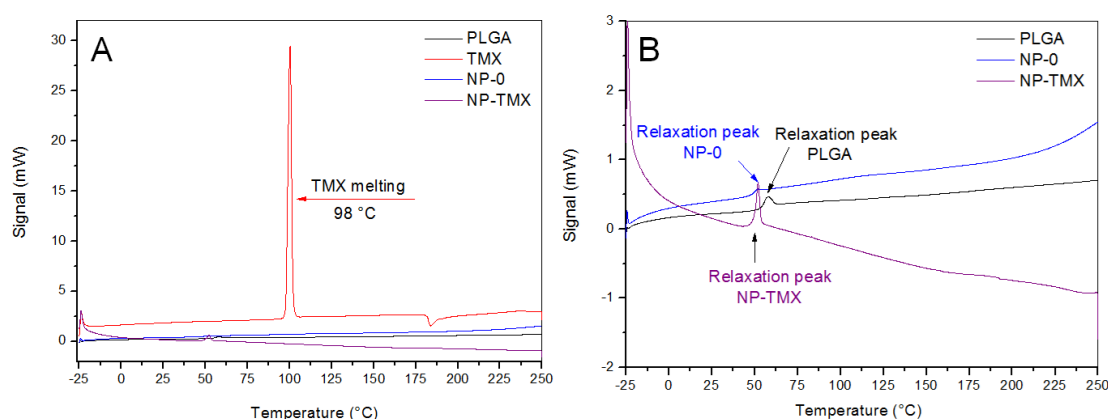 A
PLGA
TMX
NP-0
NP-TMX
TMX melting
98 °C
Signal (mW)
30
25
20
15
10
5
0
-25 0 25 50 75 100 125 150 175 200 225 250
Temperature (°C)
B
PLGA
NP-0
NP-TMX
Relaxation peak
NP-0
Relaxation peak
PLGA
Relaxation peak
NP-TMX
Signal (mW)
3
2
1
0
-1
-2
-25 0 25 50 75 100 125 150 175 200 225 250
Temperature (°C)